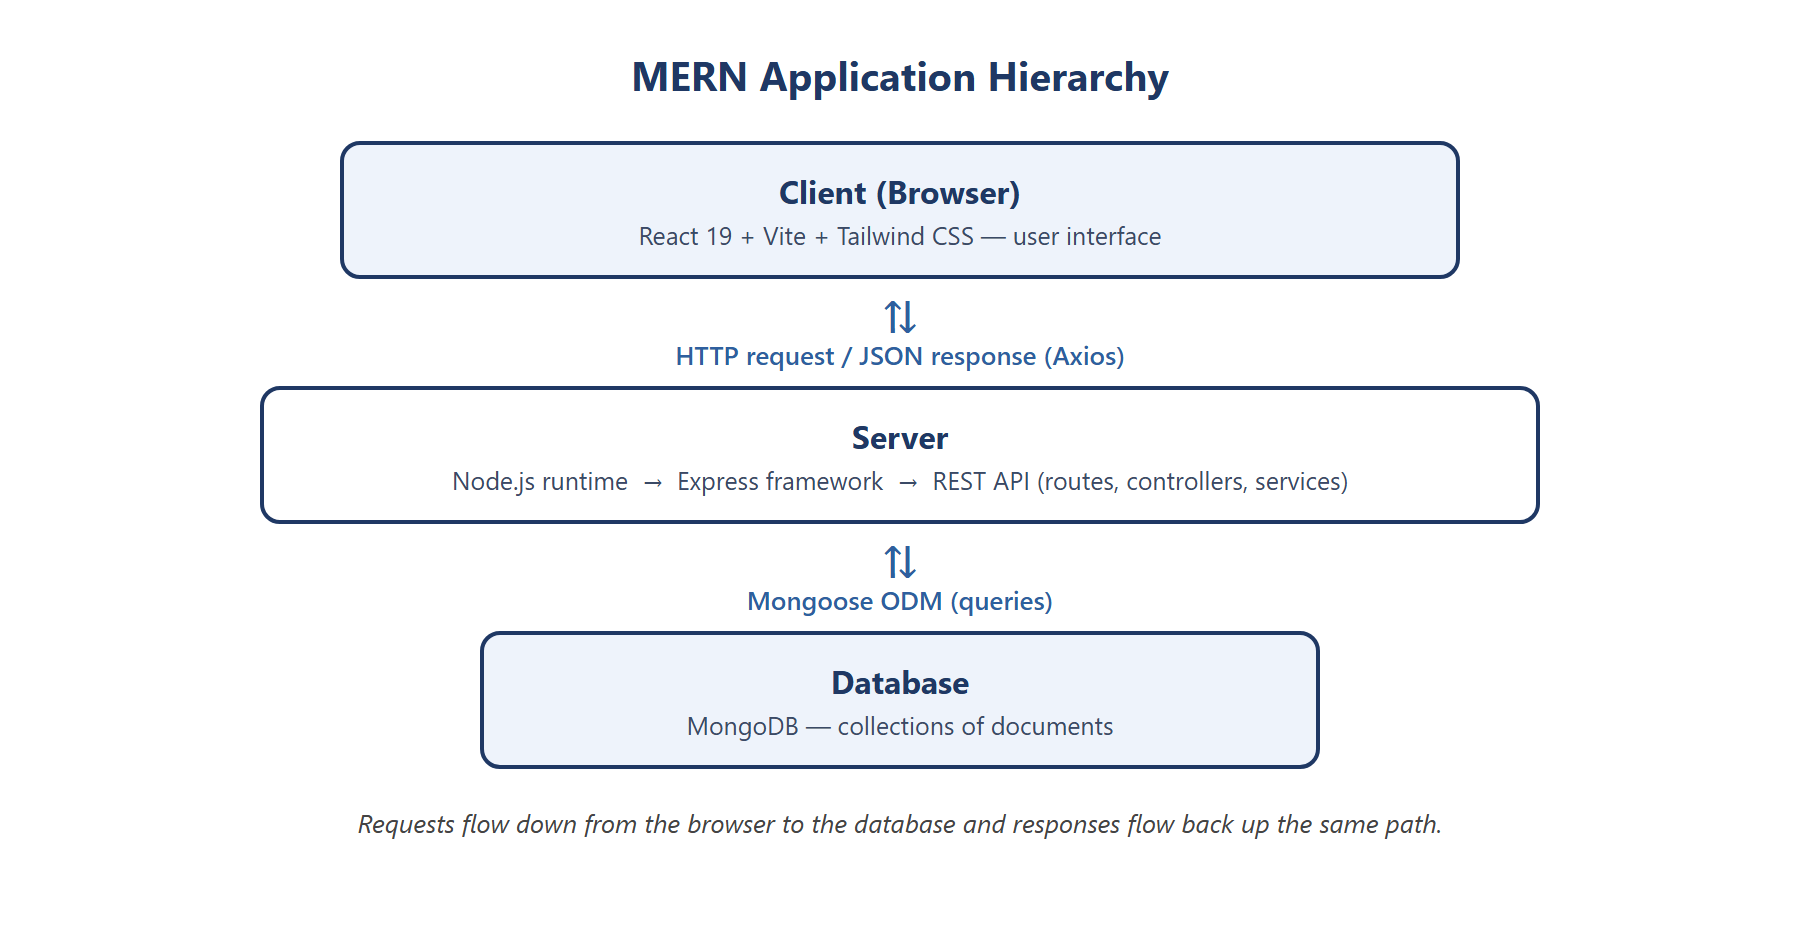 MERN Application Hierarchy
Client (Browser)
React 19 + Vite + Tailwind CSS — user interface
⇅
HTTP request / JSON response (Axios)
Server
Node.js runtime → Express framework → REST API (routes, controllers, services)
⇅
Mongoose ODM (queries)
Database
MongoDB — collections of documents
Requests flow down from the browser to the database and responses flow back up the same path.